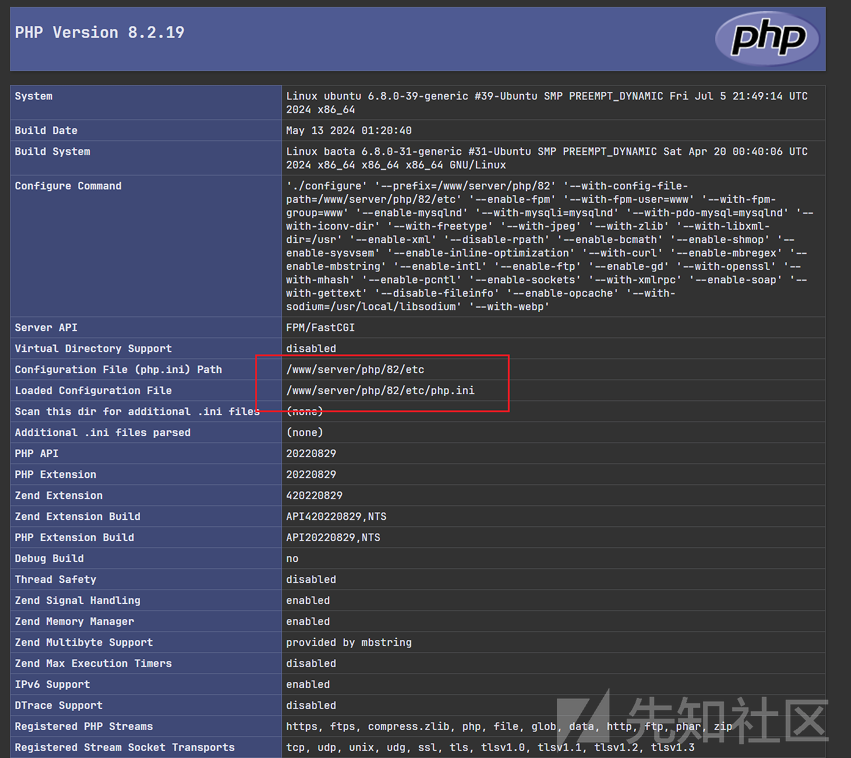 PHP Version 8.2.19
php
System
Linux ubuntu 6.8.0-39-generic #39-Ubuntu SMP PREEMPT_DYNAMIC Fri Jul 5 21:49:14 UTC
2024 x86_64
Build Date
May 13 2024 01:20:40
Build System
Linux baota 6.8.0-31-generic #31-Ubuntu SMP PREEMPT_DYNAMIC Sat Apr 20 00:40:06 UTC
2024 x86_64 x86_64 x86_64 GNU/Linux
Configure Command
'./configure' '--prefix=/www/server/php/82' '--with-config-file-
path=/www/server/php/82/etc' '--enable-fpm' '--with-fpm-user=www' '--with-fpm-
group=www' '--enable-mysqlnd' '--with-mysqli=mysqlnd' '--with-pdo-mysql=mysqlnd' '--
with-iconv-dir' '--with-freetype' '--with-jpeg' '--with-zlib' '--with-libxml-
dir=/usr' '--enable-xml' '--disable-rpath' '--enable-bcmath' '--enable-shmop' '--
enable-sysvsem' '--enable-inline-optimization' '--with-curl' '--enable-mbregex' '--
enable-mbstring' '--enable-intl' '--enable-ftp' '--enable-gd' '--with-openssl' '--
with-mhash' '--enable-pcntl' '--enable-sockets' '--with-xmlrpc' '--enable-soap' '--
with-gettext' '--disable-fileinfo' '--enable-opcache' '--with-
sodium=/usr/local/libsodium' '--with-webp'
Server API
FPM/FastCGI
Virtual Directory Support
disabled
Configuration File (php.ini) Path
/www/server/php/82/etc
Loaded Configuration File
/www/server/php/82/etc/php.ini
Scan this dir for additional .ini files
(none)
Additional .ini files parsed
(none)
PHP API
20220829
PHP Extension
20220829
Zend Extension
420220829
Zend Extension Build
API420220829,NTS
PHP Extension Build
API20220829,NTS
Debug Build
no
Thread Safety
disabled
Zend Signal Handling
enabled
Zend Memory Manager
enabled
Zend Multibyte Support
provided by mbstring
Zend Max Execution Timers
disabled
IPv6 Support
enabled
DTrace Support
disabled
Registered PHP Streams
https, ftps, compress.zlib, php, file, glob, data, http, ftp, phar, zip
Registered Stream Socket Transports
tcp, udp, unix, udg, ssl, tls, tlsv1.0, tlsv1.1, tlsv1.2, tlsv1.3
先知社区